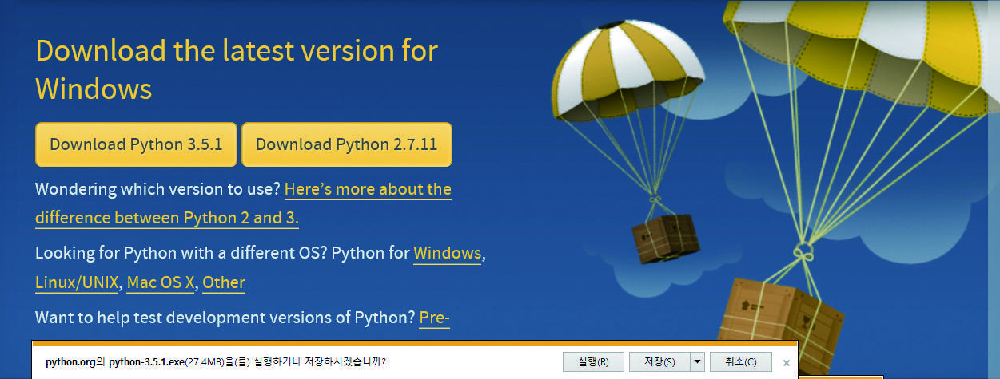 Download the latest version for
Windows
Download Python 3.5.1 Download Python 2.7.11
Wondering which version to use? Here's more about the
difference between Python 2 and 3.
Looking for Python with a different OS? Python for Windows,
Linux/UNIX, Mac OS X, Other
Want to help test development versions of Python? Pre-
python.org의 python-3.5.1.exe(27.4MB)을(를) 실행하거나 저장하시겠습니까? 실행(R) 저장(S) 취소(C) ×